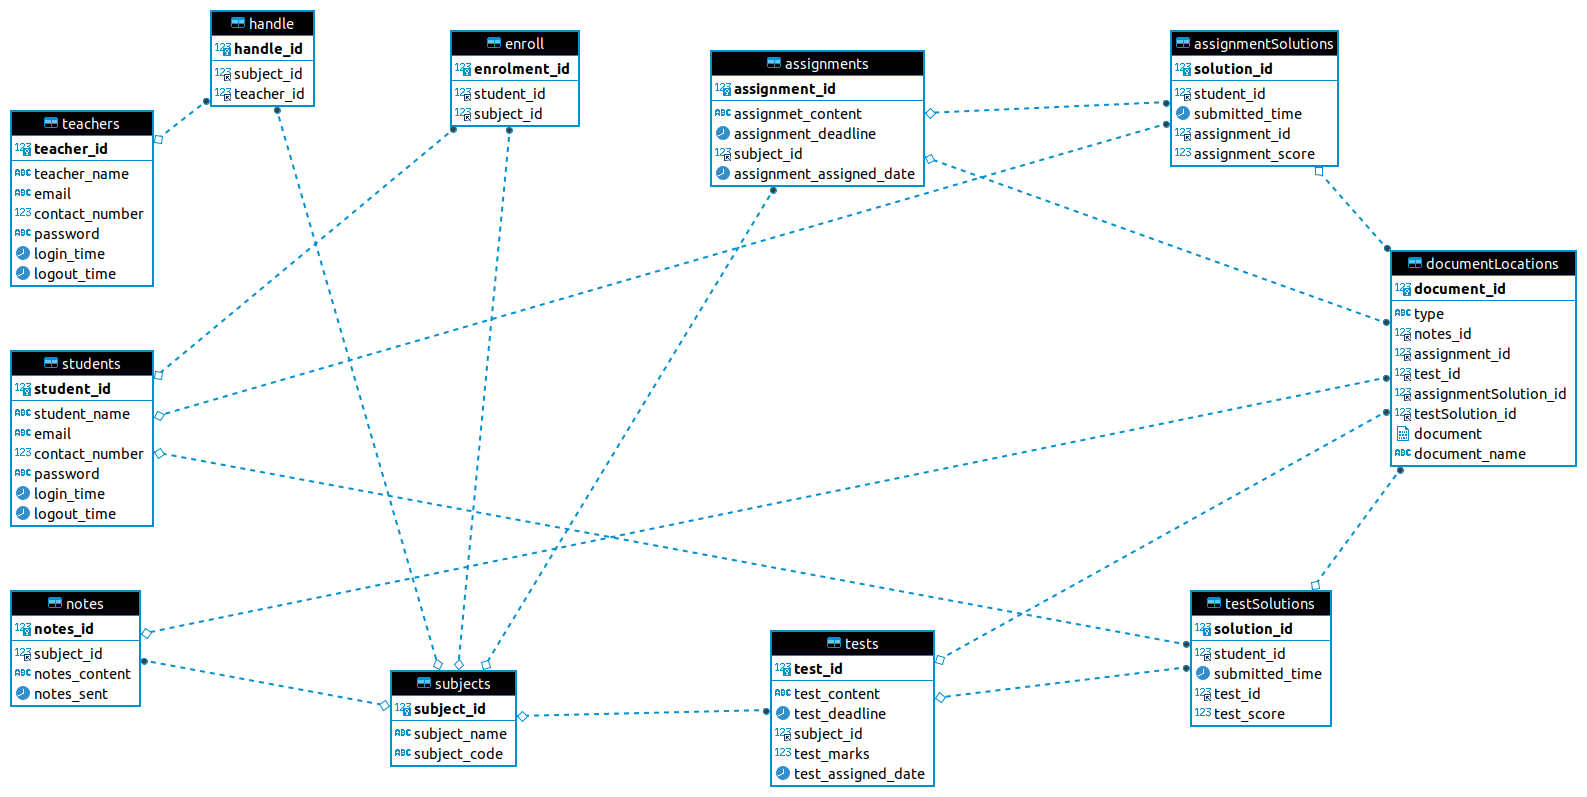 handle
handle_id
subject_id
teacher_id
enroll
enrolment_id
student_id
subject_id
assignments
assignment_id
assignmet_content
assignment_deadline
subject_id
assignment_assigned_date
assignmentSolutions
solution_id
student_id
submitted_time
assignment_id
assignment_score
teachers
teacher_id
teacher_name
email
contact_number
password
login_time
logout_time
documentLocations
document_id
type
notes_id
assignment_id
test_id
assignmentSolution_id
testSolution_id
document
document_name
students
student_id
student_name
email
contact_number
password
login_time
logout_time
notes
notes_id
subject_id
notes_content
notes_sent
subjects
subject_id
subject_name
subject_code
tests
test_id
test_content
test_deadline
subject_id
test_marks
test_assigned_date
testSolutions
solution_id
student_id
submitted_time
test_id
test_score